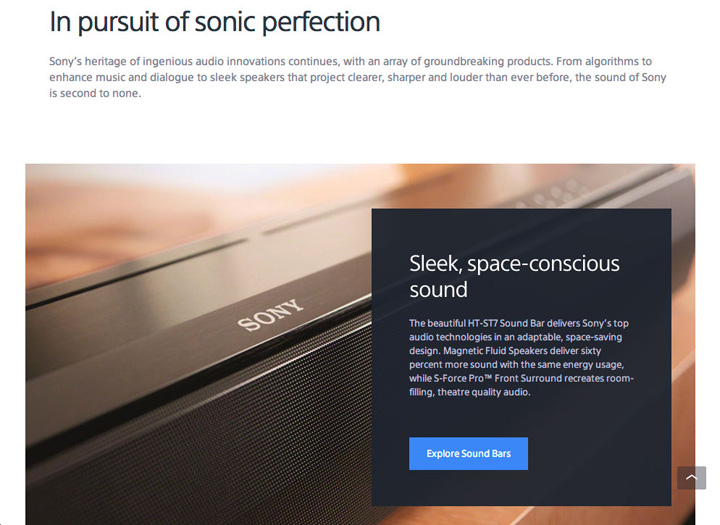 In pursuit of sonic perfection
Sony's heritage of ingenious audio innovations continues, with an array of groundbreaking products. From algorithms to
enhance music and dialogue to sleek speakers that project clearer, sharper and louder than ever before, the sound of Sony
is second to none.
SONY
Sleek, space-conscious
sound
The beautiful HT-ST7 Sound Bar delivers Sony's top
audio technologies in an adaptable, space-saving
design. Magnetic Fluid Speakers deliver sixty
percent more sound with the same energy usage,
while S-Force Pro™ Front Surround recreates room-
filling, theatre quality audio.
Explore Sound Bars